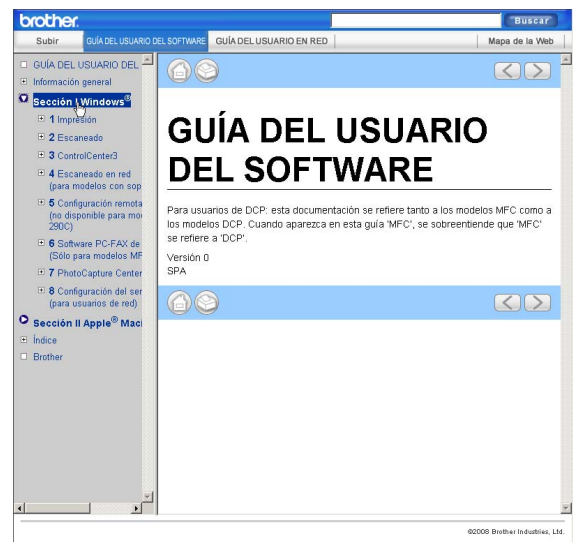 brother.
Buscar
Subir
GUÍA DEL USUARIO DEL SOFTWARE
GUÍA DEL USUARIO EN RED
Mapa de la Web
GUÍA DEL USUARIO DEL
Información general
Sección I Windows®
1 Impresión
2 Escaneado
3 ControlCenter3
4 Escaneado en red
(para modelos con sop
5 Configuración remota
(no disponible para mo
290C)
6 Software PC-FAX de
(Sólo para modelos MF
7 PhotoCapture Center
8 Configuración del ser
(para usuarios de red)
Sección II Apple® Maci
Índice
Brother
GUÍA DEL USUARIO
DEL SOFTWARE
Para usuarios de DCP: esta documentación se refiere tanto a los modelos MFC como a
los modelos DCP. Cuando aparezca en esta guía 'MFC', se sobreentiende que 'MFC'
se refiere a 'DCP'.
Versión 0
SPA
©2008 Brother Industries, Ltd.